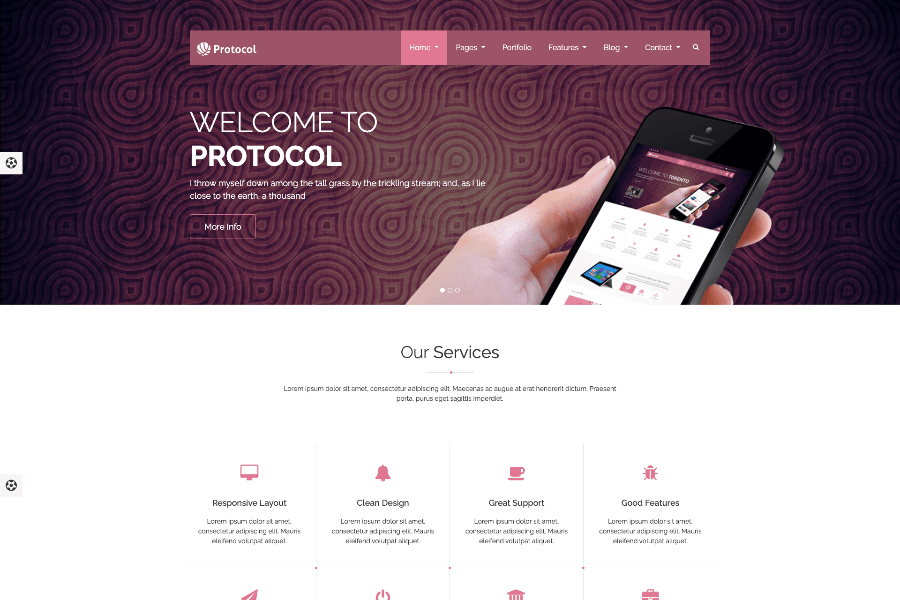 Protocol
Home Pages Portfolio Features Blog Contact
WELCOME TO
PROTOCOL
I throw myself down among the tall grass by the trickling stream; and, as I lie
close to the earth, a thousand
More Info
WELCOME TO TORENTO
Our Services
Lorem ipsum dolor sit amet, consectetur adipiscing elit. Maecenas ac augue at erat hendrerit dictum. Praesent
porta, purus eget sagittis imperdiet.
Responsive Layout
Lorem ipsum dolor sit amet,
consectetur adipiscing elit. Mauris
eleifend volutpat aliquet.
Clean Design
Lorem ipsum dolor sit amet,
consectetur adipiscing elit. Mauris
eleifend volutpat aliquet.
Great Support
Lorem ipsum dolor sit amet,
consectetur adipiscing elit. Mauris
eleifend volutpat aliquet.
Good Features
Lorem ipsum dolor sit amet,
consectetur adipiscing elit. Mauris
eleifend volutpat aliquet.